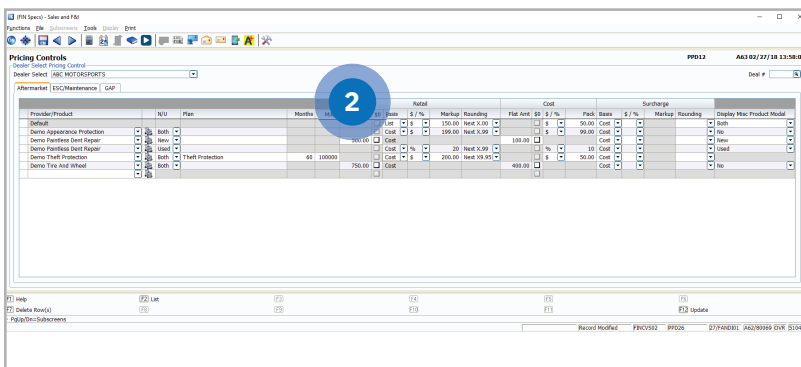 (FIN Specs) - Sales and F&I
Functions File Subscreens Tools Display Print
Pricing Controls PPD12 A63 02/27/18 13:58:0
Dealer Select Pricing Control
Dealer Select ABC MOTORSPORTS Deal #
Aftermarket ESC/Maintenance GAP
2
Retail Cost Surcharge
Provider/Product N/U Plan Months $0 Basis $ / % Markup Rounding Flat Amt $0 $ / % Pack Basis $ / % Markup Rounding Display Misc Product Modal
Default List $ 150.00 Next X.00 $ 50.00 Cost Both
Demo Appearance Protection Both Cost $ 199.00 Next X.99 $ 99.00 Cost No
Demo Paintless Dent Repair New 500.00 Cost 100.00 Cost New
Demo Paintless Dent Repair Used Cost % 20 Next X.99 % 10 Cost Used
Demo Theft Protection Both Theft Protection 60 100000 Cost $ 200.00 Next X9.95 $ 50.00 Cost
Demo Tire And Wheel Both 750.00 Cost 400.00 Cost No
F1 Help F2 List F3 F4 F5 F6
F7 Delete Row(s) F8 F9 F10 F11 F12 Update
PgUp/Dn=Subscreens
Record Modified FINCV502 PPD26 27/FANDI01 A62/80069 OVR 5104